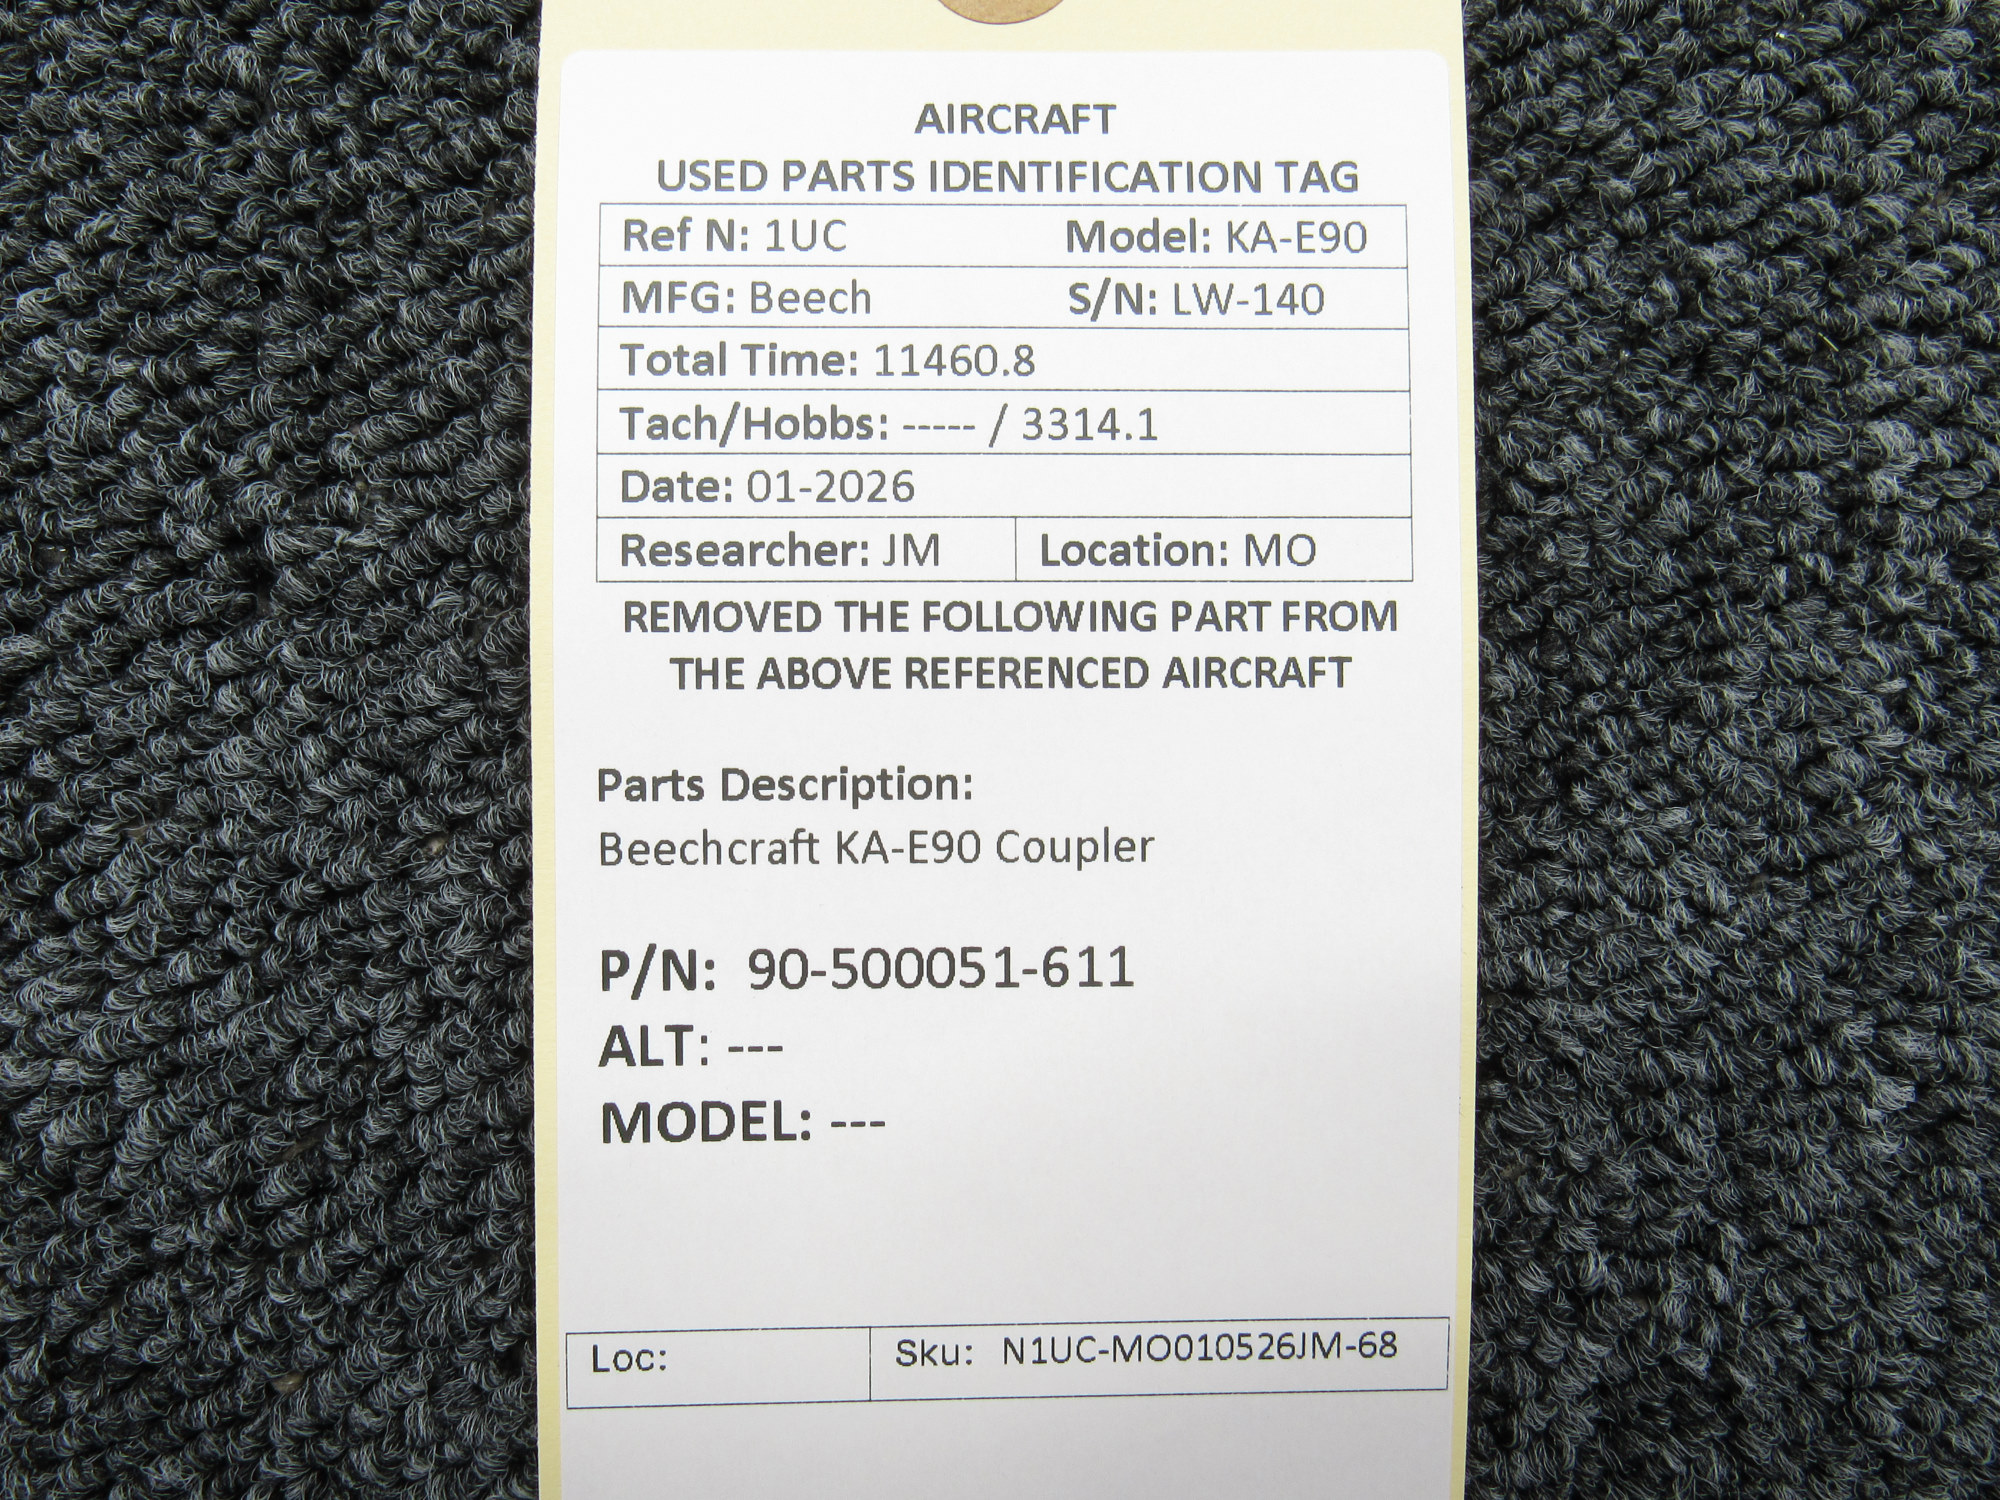 AIRCRAFT
USED PARTS IDENTIFICATION TAG
Ref N: 1UC Model: KA-E90
MFG: Beech S/N: LW-140
Total Time: 11460.8
Tach/Hobbs: ----- / 3314.1
Date: 01-2026
Researcher: JM Location: MO
REMOVED THE FOLLOWING PART FROM
THE ABOVE REFERENCED AIRCRAFT
Parts Description:
Beechcraft KA-E90 Coupler
P/N: 90-500051-611
ALT: ---
MODEL: ---
Loc: Sku: N1UC-MO010526JM-68